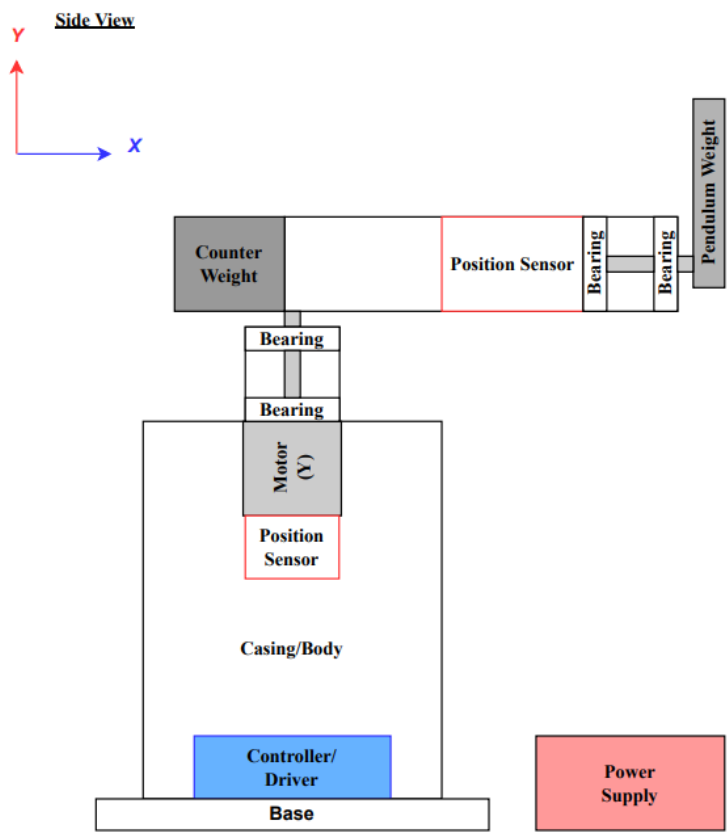 Side View
Y
X
Pendulum Weight
Counter
Weight
Position Sensor
Bearing
Bearing
Bearing
Bearing
Motor
(Y)
Position
Sensor
Casing/Body
Controller/
Driver
Power
Supply
Base